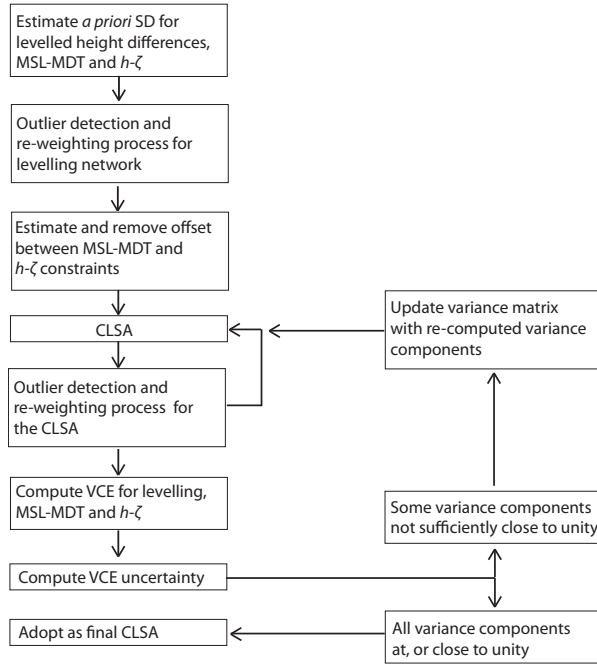 Estimate a priori SD for
levelled height differences,
MSL-MDT and h-ζ
Outlier detection and
re-weighting process for
levelling network
Estimate and remove offset
between MSL-MDT and
h-ζ constraints
CLSA
Update variance matrix
with re-computed variance
components
Outlier detection and
re-weighting process for
the CLSA
Compute VCE for levelling,
MSL-MDT and h-ζ
Some variance components
not sufficiently close to unity
Compute VCE uncertainty
Adopt as final CLSA
All variance components
at, or close to unity